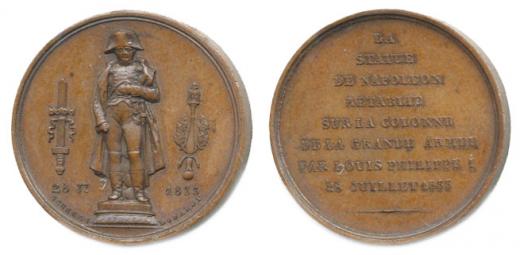 28 Jt 1833
LA
STATUE
DE NAPOLEON
RÉTABLIE
SUR LA COLONNE
DE LA GRANDE ARMÉE
PAR LOUIS PHILIPPE I
28 JUILLET 1833